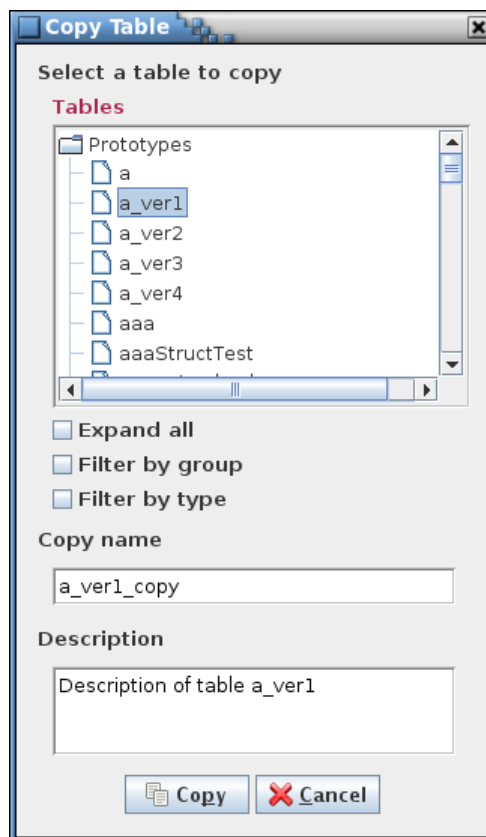 Copy Table
Select a table to copy
Tables
Prototypes
a
a_ver1
a_ver2
a_ver3
a_ver4
aaa
aaaStructTest
Expand all
Filter by group
Filter by type
Copy name
a_ver1_copy
Description
Description of table a_ver1
Copy
Cancel